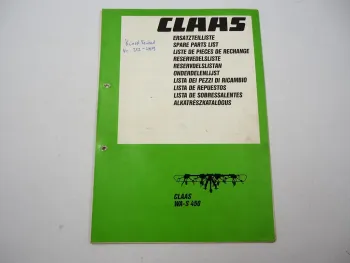 CLAAS
ERSATZTEILLISTE
SPARE PARTS LIST
LISTE DE PIECES DE RECHANGE
RESERVEDELSLISTE
RESERVDELSLISTAN
ONDERDELENLIJST
LISTA DEI PEZZI DI RICAMBIO
LISTA DE REPUESTOS
LISTA DE SOBRESSALENTES
ALKATRÉSZKATALÓGUS
CLAAS
WA-S 450